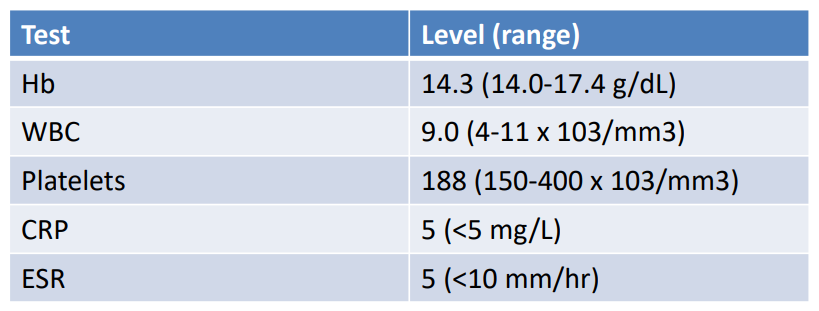 Test Level (range)
Hb 14.3 (14.0-17.4 g/dL)
WBC 9.0 (4-11 x 103/mm3)
Platelets 188 (150-400 x 103/mm3)
CRP 5 (<5 mg/L)
ESR 5 (<10 mm/hr)